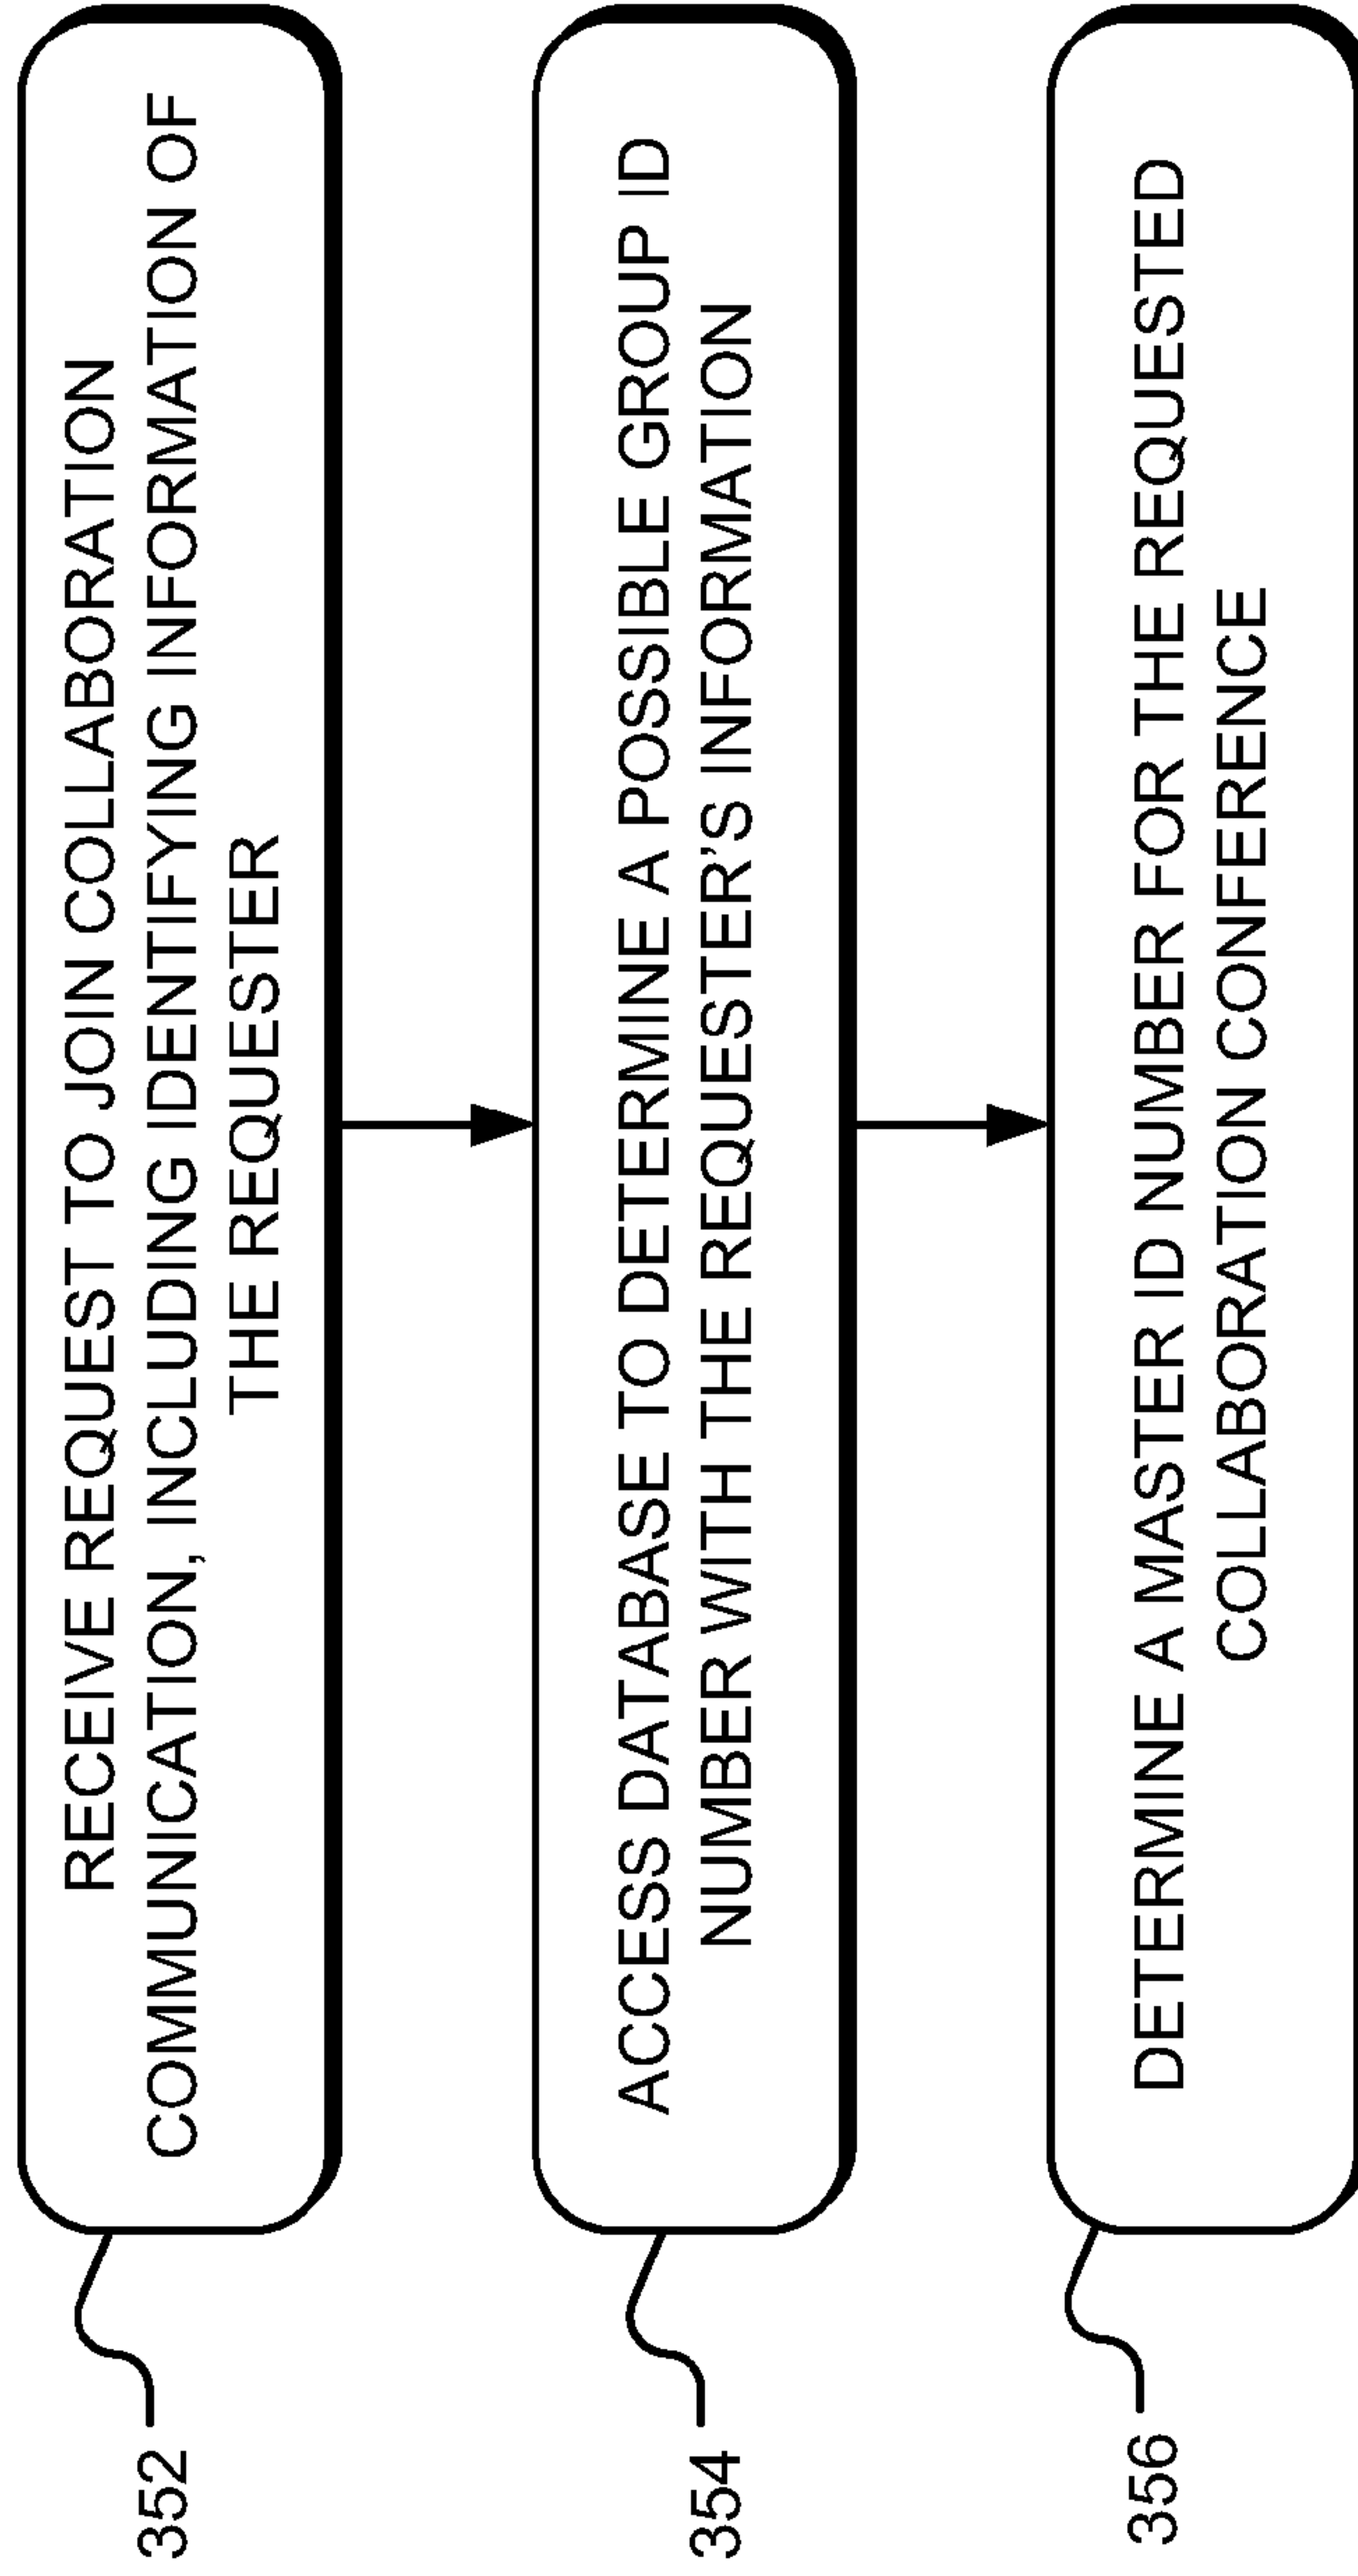 352
RECEIVE REQUEST TO JOIN COLLABORATION
COMMUNICATION, INCLUDING IDENTIFYING INFORMATION OF
THE REQUESTER
354
ACCESS DATABASE TO DETERMINE A POSSIBLE GROUP ID
NUMBER WITH THE REQUESTER'S INFORMATION
356
DETERMINE A MASTER ID NUMBER FOR THE REQUESTED
COLLABORATION CONFERENCE